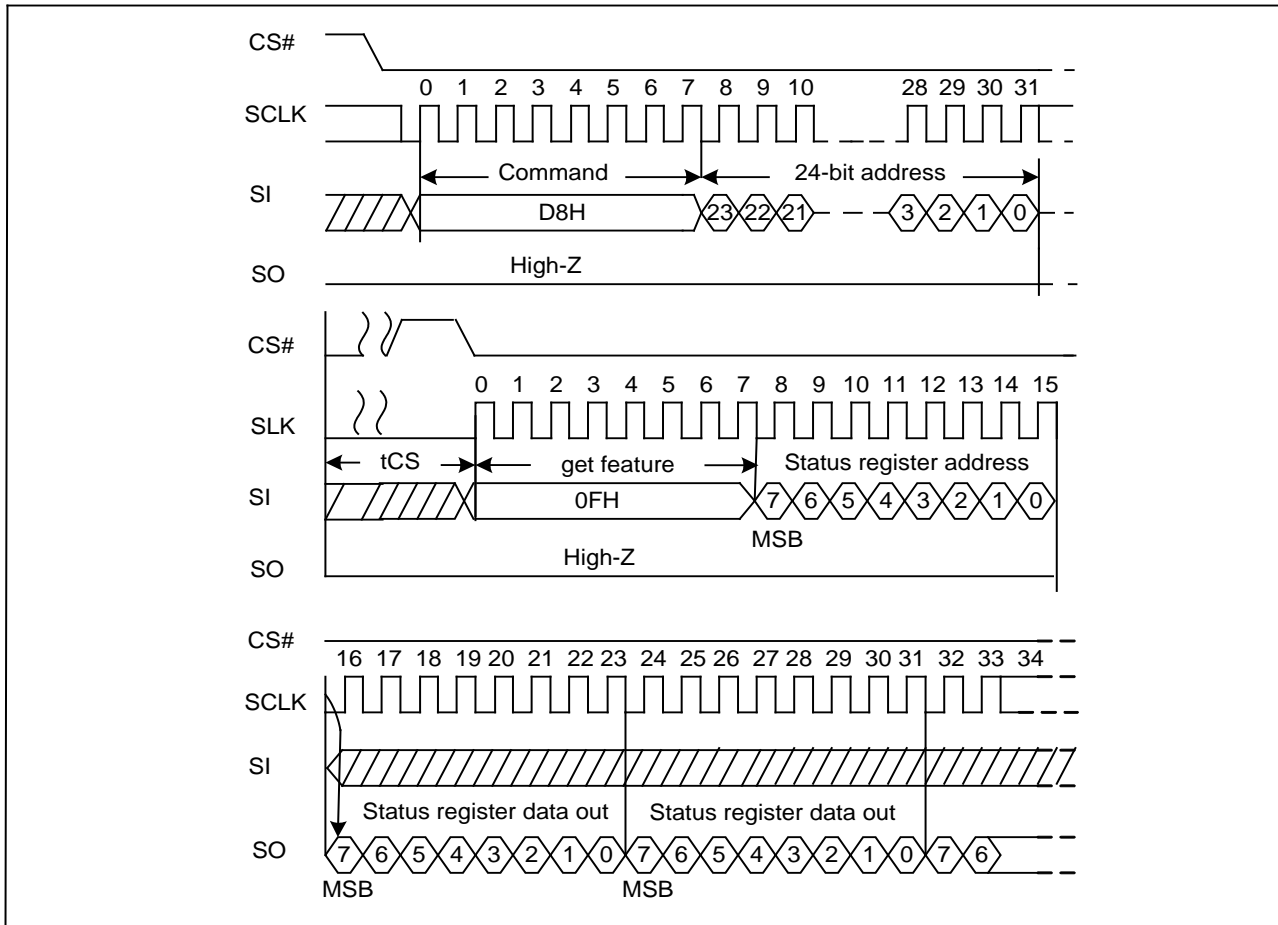 CS#
0 1 2 3 4 5 6 7 8 9 10 28 29 30 31
SCLK
Command 24-bit address
SI
D8H 23 22 21 3 2 1 0
High-Z
SO
CS#
0 1 2 3 4 5 6 7 8 9 10 11 12 13 14 15
SLK
tCS get feature Status register address
SI
0FH 7 6 5 4 3 2 1 0
MSB
High-Z
SO
CS#
16 17 18 19 20 21 22 23 24 25 26 27 28 29 30 31 32 33 34
SCLK
SI
Status register data out Status register data out
SO 7 6 5 4 3 2 1 0 7 6 5 4 3 2 1 0 7 6
MSB MSB